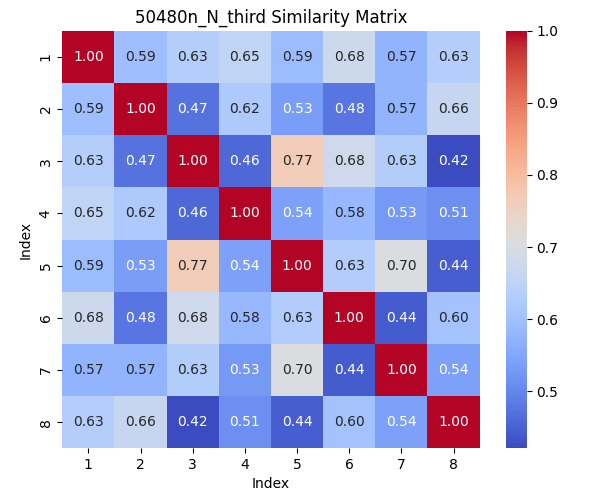 50480n_N_third Similarity Matrix
1 1.00 0.59 0.63 0.65 0.59 0.68 0.57 0.63
2 0.59 1.00 0.47 0.62 0.53 0.48 0.57 0.66
3 0.63 0.47 1.00 0.46 0.77 0.68 0.63 0.42
4 0.65 0.62 0.46 1.00 0.54 0.58 0.53 0.51
5 0.59 0.53 0.77 0.54 1.00 0.63 0.70 0.44
6 0.68 0.48 0.68 0.58 0.63 1.00 0.44 0.60
7 0.57 0.57 0.63 0.53 0.70 0.44 1.00 0.54
8 0.63 0.66 0.42 0.51 0.44 0.60 0.54 1.00
1 2 3 4 5 6 7 8
Index
Index
1.0
0.9
0.8
0.7
0.6
0.5